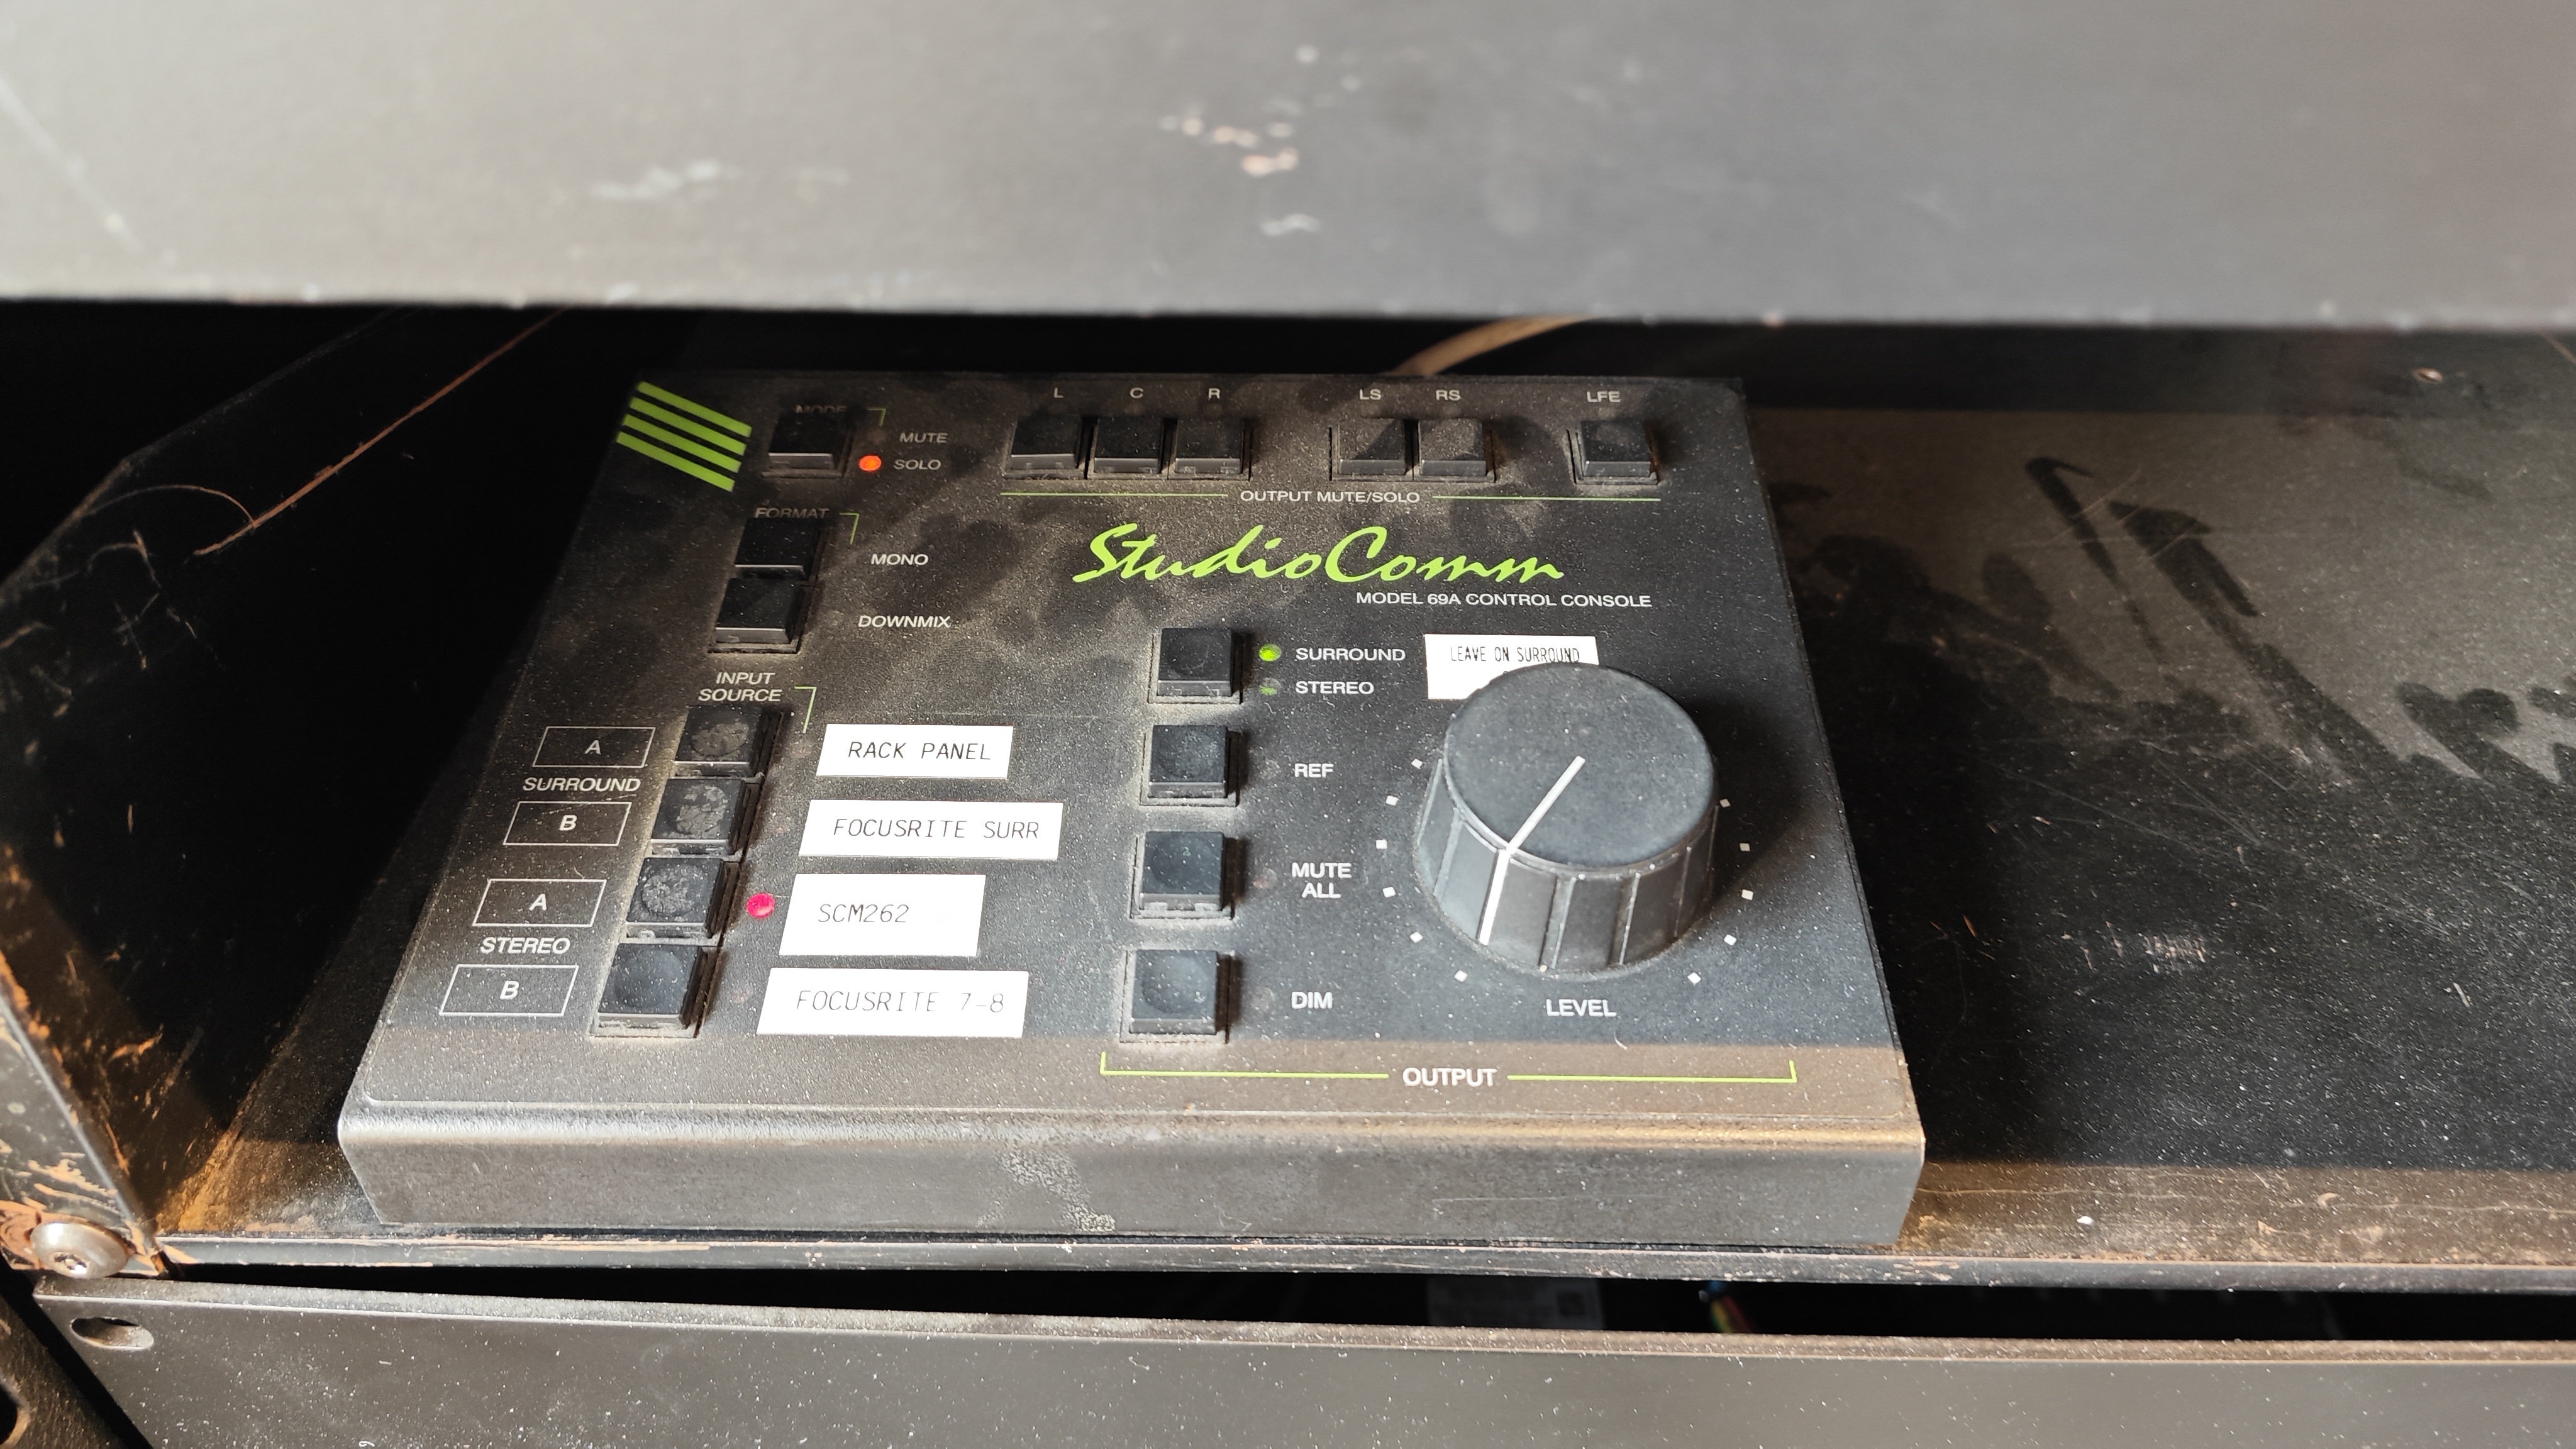 MODE
MUTE
SOLO
L C R LS RS LFE
OUTPUT MUTE/SOLO
FORMAT
MONO
DOWNMIX
StudioComm
MODEL 69A CONTROL CONSOLE
INPUT
SOURCE
A
SURROUND
B
A
STEREO
B
RACK PANEL
FOCUSRITE SURR
SCM262
FOCUSRITE 7-8
SURROUND
STEREO
LEAVE ON SURROUND
REF
MUTE
ALL
DIM
LEVEL
OUTPUT